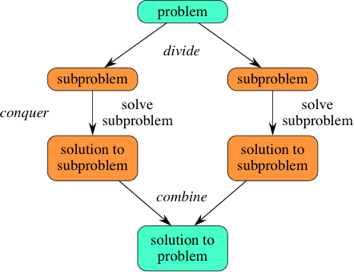 problem
divide
subproblem
subproblem
conquer
solve
subproblem
solve
subproblem
solution to
subproblem
solution to
subproblem
combine
solution to
problem